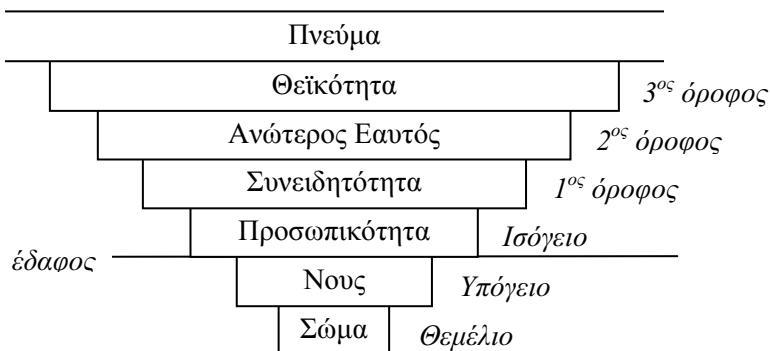 Πνεύμα
Θεϊκότητα 3ος όροφος
Ανώτερος Εαυτός 2ος όροφος
Συνειδητότητα 1ος όροφος
Προσωπικότητα Ισόγειο
έδαφος
Νους Υπόγειο
Σώμα Θεμέλιο